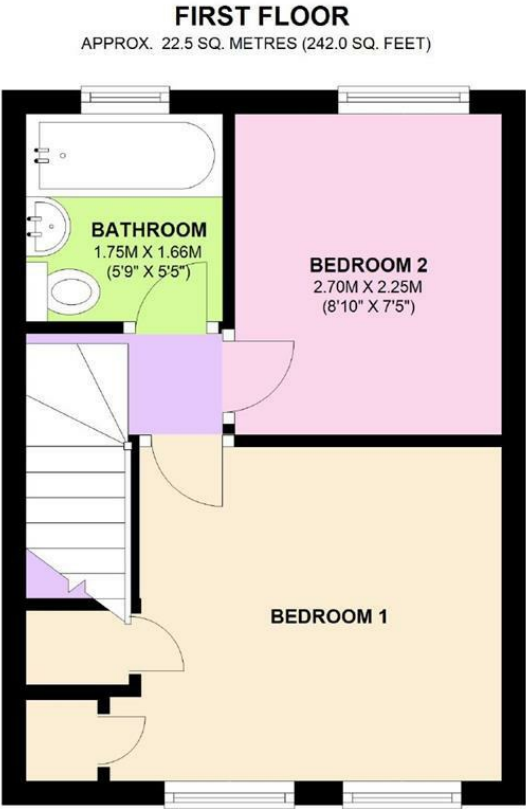 FIRST FLOOR
APPROX. 22.5 SQ. METRES (242.0 SQ. FEET)
BATHROOM
1.75M X 1.66M
(5'9" X 5'5")
BEDROOM 2
2.70M X 2.25M
(8'10" X 7'5")
BEDROOM 1